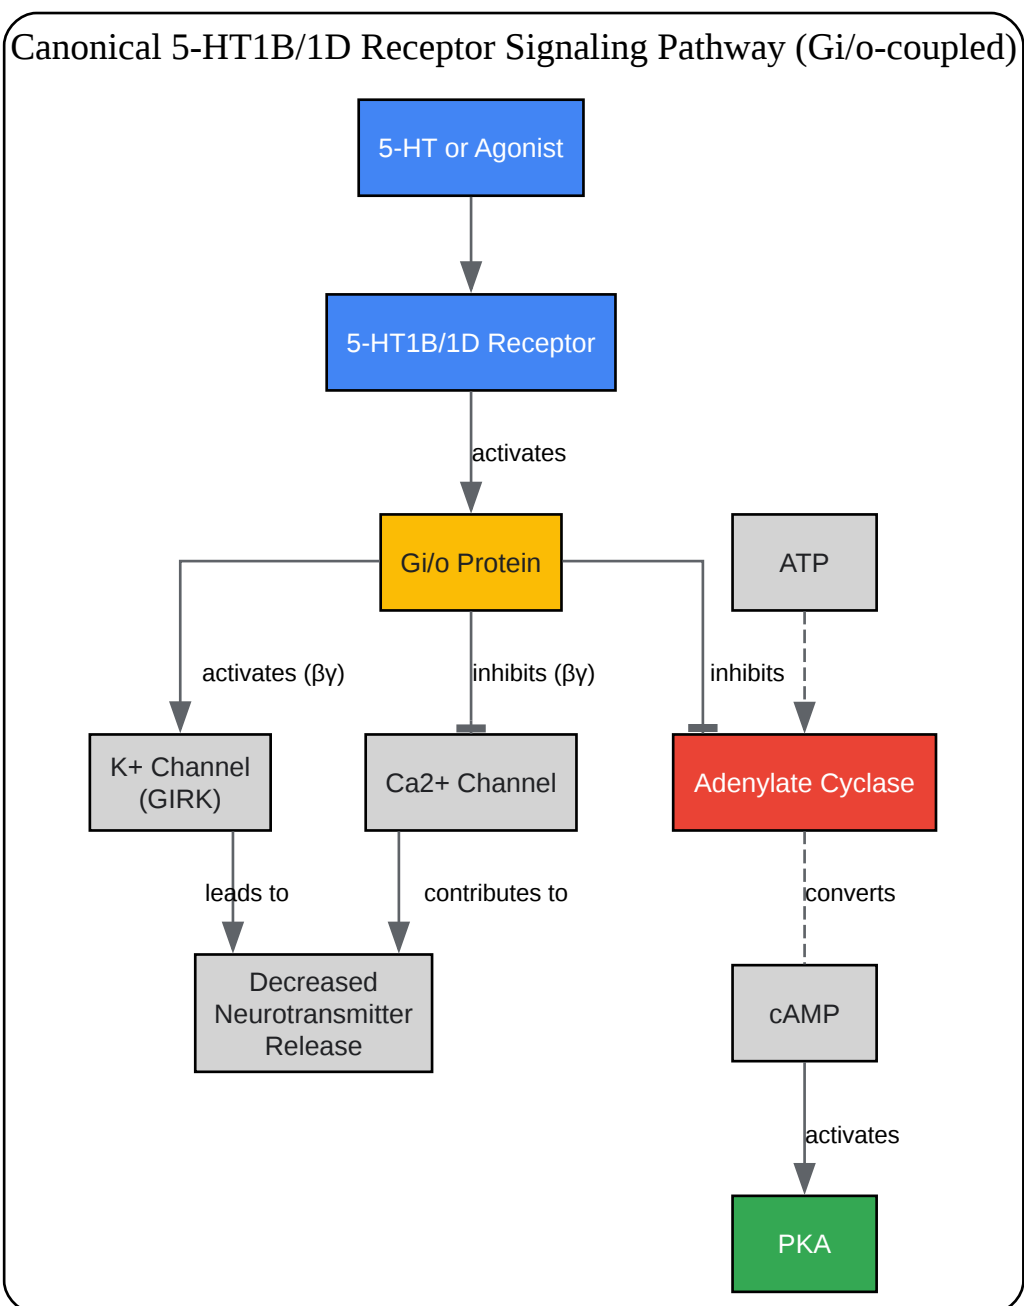 Canonical 5-HT1B/1D Receptor Signaling Pathway (Gi/o-coupled)
5-HT or Agonist
5-HT1B/1D Receptor
activates
Gi/o Protein
ATP
activates (βγ)
inhibits (βγ)
inhibits
K+ Channel
(GIRK)
Ca2+ Channel
Adenylate Cyclase
leads to
contributes to
converts
Decreased
Neurotransmitter
Release
cAMP
activates
PKA